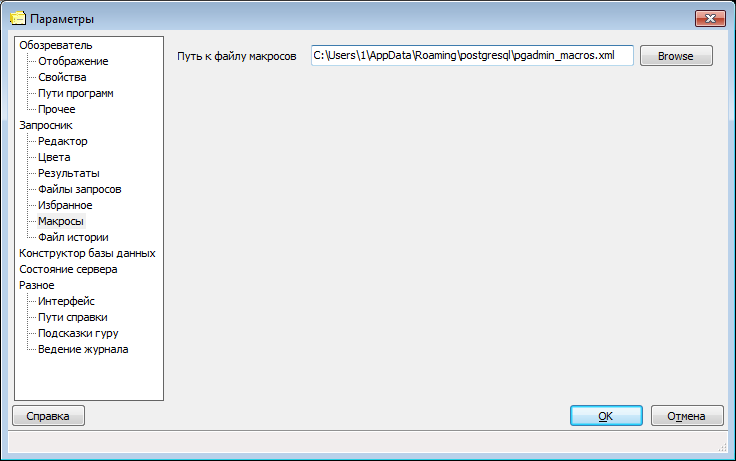 Параметры
Обозреватель
Отображение
Свойства
Пути программ
Прочее
Запросник
Редактор
Цвета
Результаты
Файлы запросов
Избранное
Макросы
Файл истории
Конструктор базы данных
Состояние сервера
Разное
Интерфейс
Пути справки
Подсказки гуру
Ведение журнала
Путь к файлу макросов C:\Users\1\AppData\Roaming\postgresql\pgadmin_macros.xml Browse
Справка OK Отмена